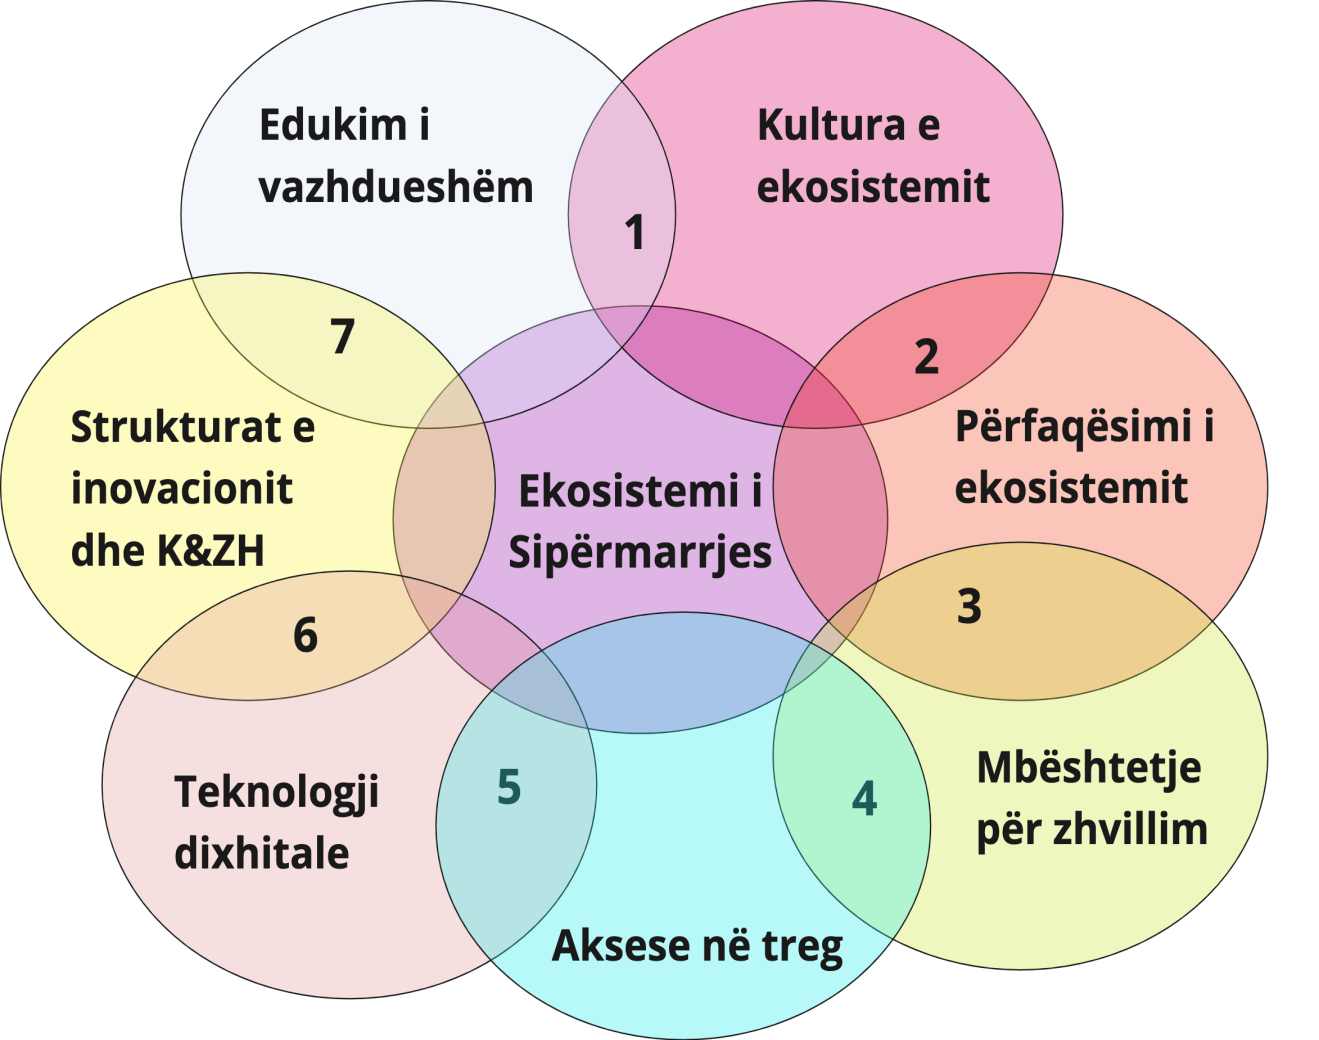 Edukim i
vazhdueshëm
Kultura e
ekosistemit
1
7
2
Strukturat e
inovacionit
dhe K&ZH
Ekosistemi i
Sipërmarrjes
Përfaqësimi i
ekosistemit
6
3
Teknologji
dixhitale
5
4
Mbështetje
për zhvillim
Aksese në treg